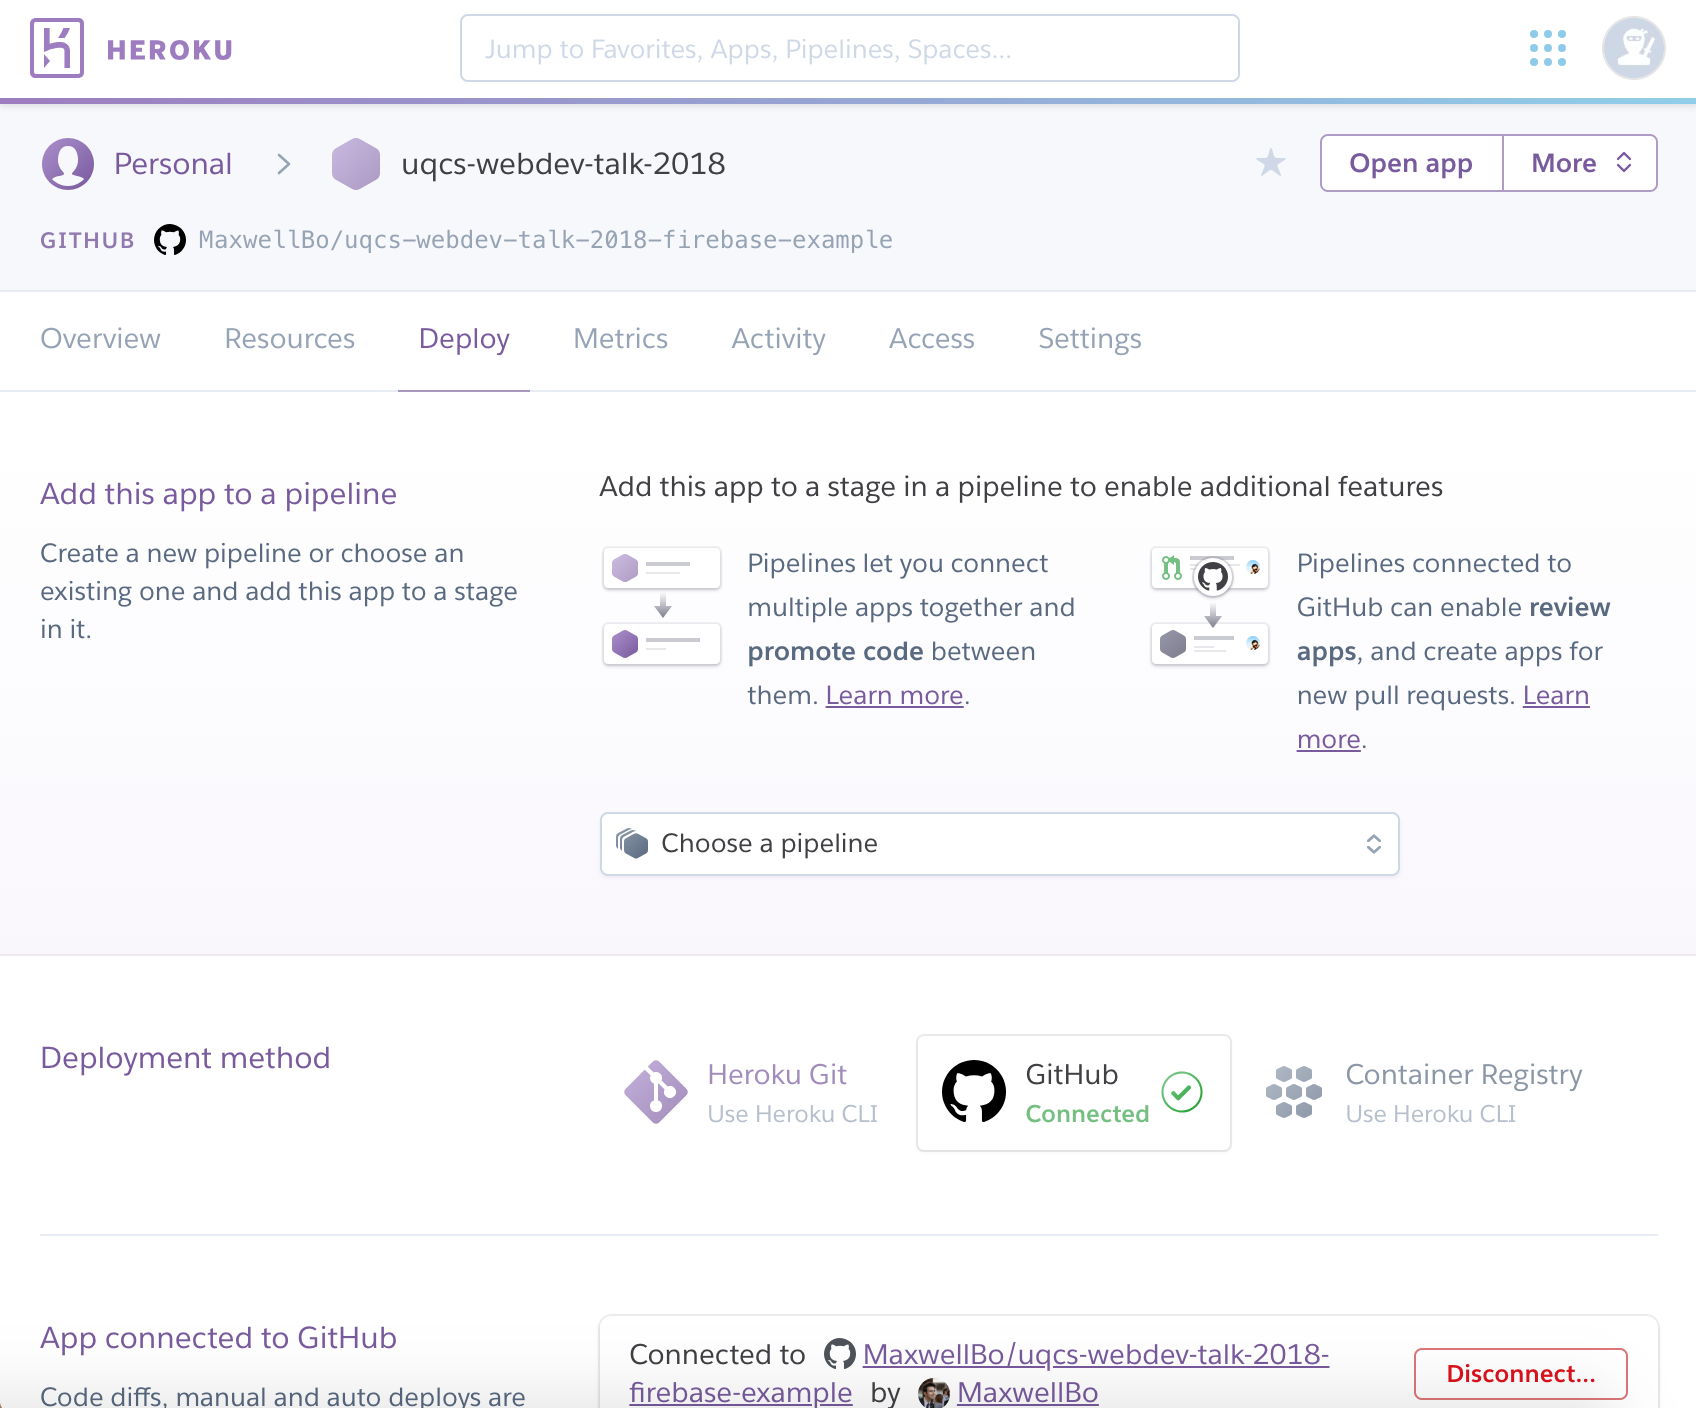 HEROKU
Jump to Favorites, Apps, Pipelines, Spaces...
Personal > uqcs-webdev-talk-2018
Open app
More
GITHUB MaxwellBo/uqcs-webdev-talk-2018-firebase-example
Overview Resources Deploy Metrics Activity Access Settings
Add this app to a pipeline
Create a new pipeline or choose an
existing one and add this app to a stage
in it.
Add this app to a stage in a pipeline to enable additional features
Pipelines let you connect
multiple apps together and
promote code between
them. Learn more.
Pipelines connected to
GitHub can enable review
apps, and create apps for
new pull requests. Learn
more.
Choose a pipeline
Deployment method
Heroku Git
Use Heroku CLI
GitHub
Connected
Container Registry
Use Heroku CLI
App connected to GitHub
Code diffs, manual and auto deploys are
Connected to MaxwellBo/uqcs-webdev-talk-2018-
firebase-example by MaxwellBo
Disconnect...